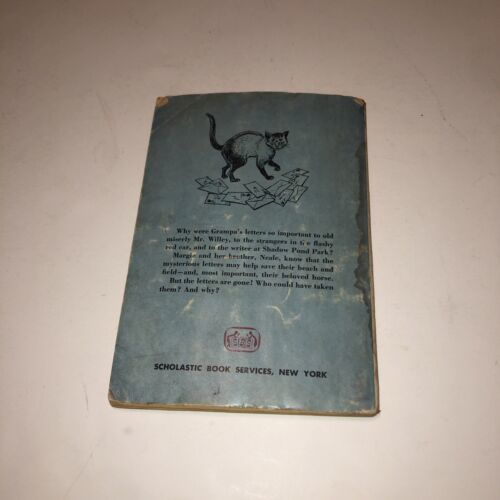 Why were Grampa's letters so important to old
miserly Mr. Willey, to the strangers in the flashy
red car, and to the writer at Shadow Pond Park?
Margie and her brother, Neale, know that the
mysterious letters may help save their beach and
field—and, most important, their beloved horse.
But the letters are gone! Who could have taken
them? And why?
SBS
SCHOLASTIC BOOK SERVICES, NEW YORK